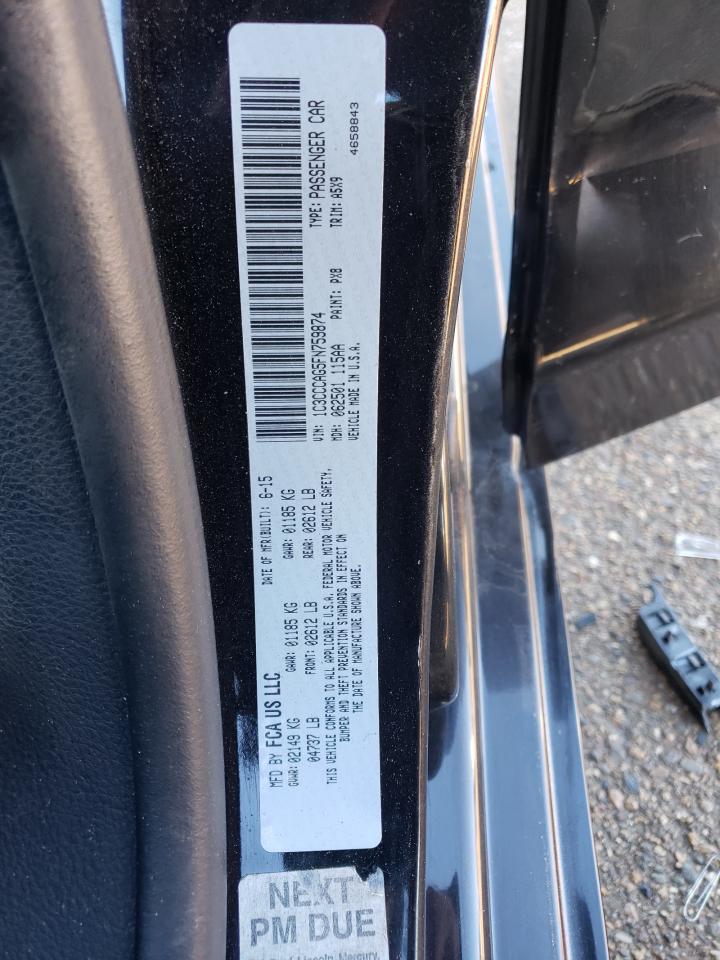 MFD BY FCA US LLC
DATE OF MFR(BUILT): 6-15
GVWR: 02149 KG
GAWR: 01185 KG
GAWR: 01185 KG
04737 LB
FRONT: 02612 LB
REAR: 02612 LB
THIS VEHICLE CONFORMS TO ALL APPLICABLE U.S.A. FEDERAL MOTOR VEHICLE SAFETY,
BUMPER AND THEFT PREVENTION STANDARDS IN EFFECT ON
THE DATE OF MANUFACTURE SHOWN ABOVE.
VIN: 1C3CCCAG5FN759874
TYPE: PASSENGER CAR
MDH: 062501 115AA
PAINT: PX8
TRIM: A5X9
VEHICLE MADE IN U.S.A.
4658843
NEXT
PM DUE
Lincoln, Mercury,